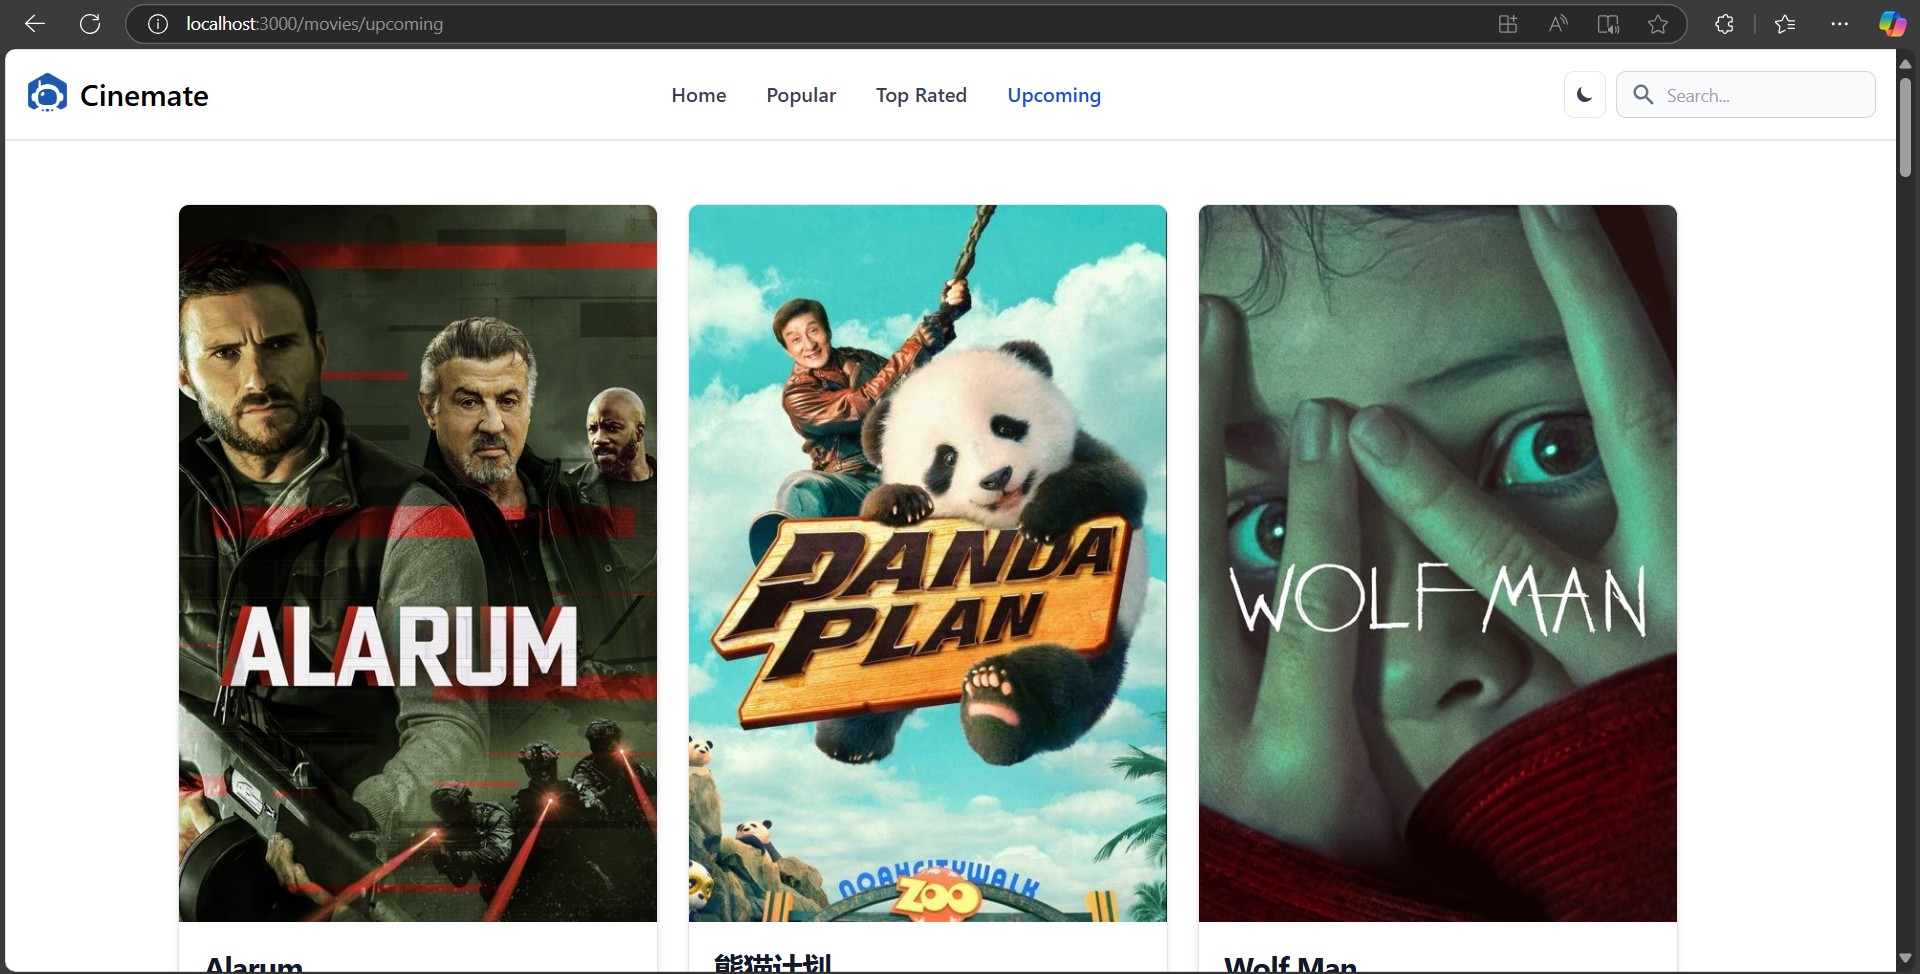 localhost:3000/movies/upcoming
Cinemate
Home
Popular
Top Rated
Upcoming
Search...
ALARUM
PANDA
PLAN
NOAHCITYWALK
ZOO
WOLF MAN
Alarum
熊猫计划
Wolf Man